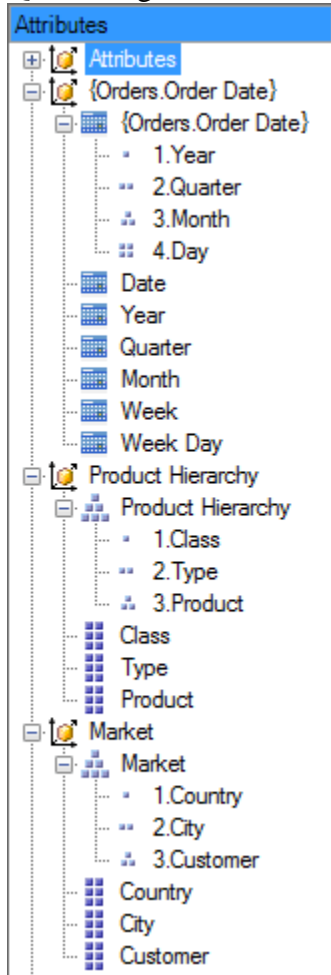 Attributes
Attributes
{Orders.Order Date}
{Orders.Order Date}
1.Year
2.Quarter
3.Month
4.Day
Date
Year
Quarter
Month
Week
Week Day
Product Hierarchy
Product Hierarchy
1.Class
2.Type
3.Product
Class
Type
Product
Market
Market
1.Country
2.City
3.Customer
Country
City
Customer